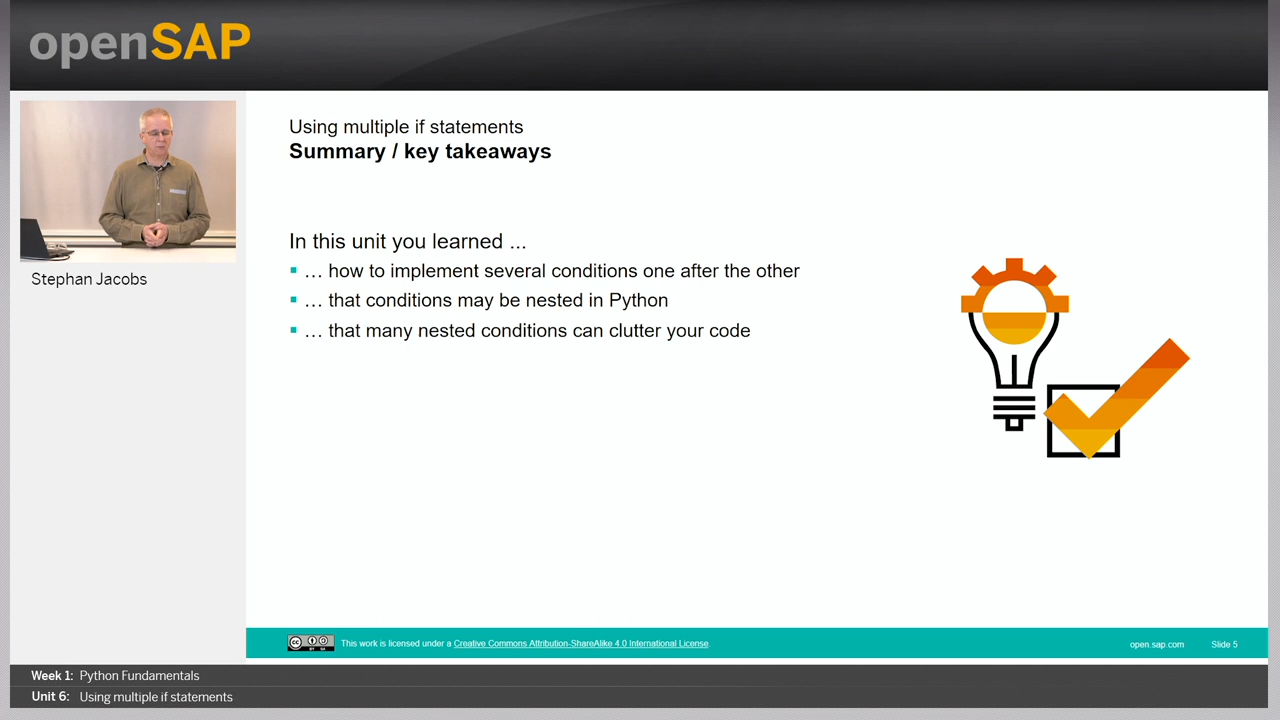 openSAP
Using multiple if statements
Summary / key takeaways
Stephan Jacobs
In this unit you learned ...
… how to implement several conditions one after the other
… that conditions may be nested in Python
… that many nested conditions can clutter your code
cc BY SA
This work is licensed under a Creative Commons Attribution-ShareAlike 4.0 International License.
open.sap.com Slide 5
Week 1: Python Fundamentals
Unit 6: Using multiple if statements